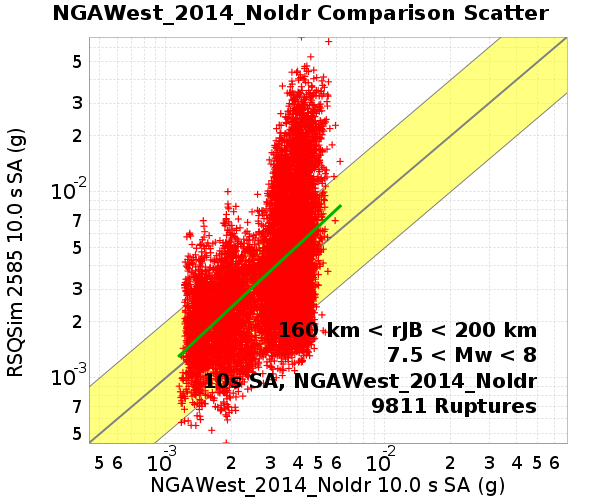 NGAWest_2014_NoIdr Comparison Scatter
RSQSim 2585 10.0 s SA (g)
5
3
2
10-2
7
5
3
2
10-3
7
5
160 km < rJB < 200 km
7.5 < Mw < 8
10s SA, NGAWest_2014_NoIdr
9811 Ruptures
5 6 10-3 2 3 4 5 6 10-2 2 3 4 5 6
NGAWest_2014_NoIdr 10.0 s SA (g)